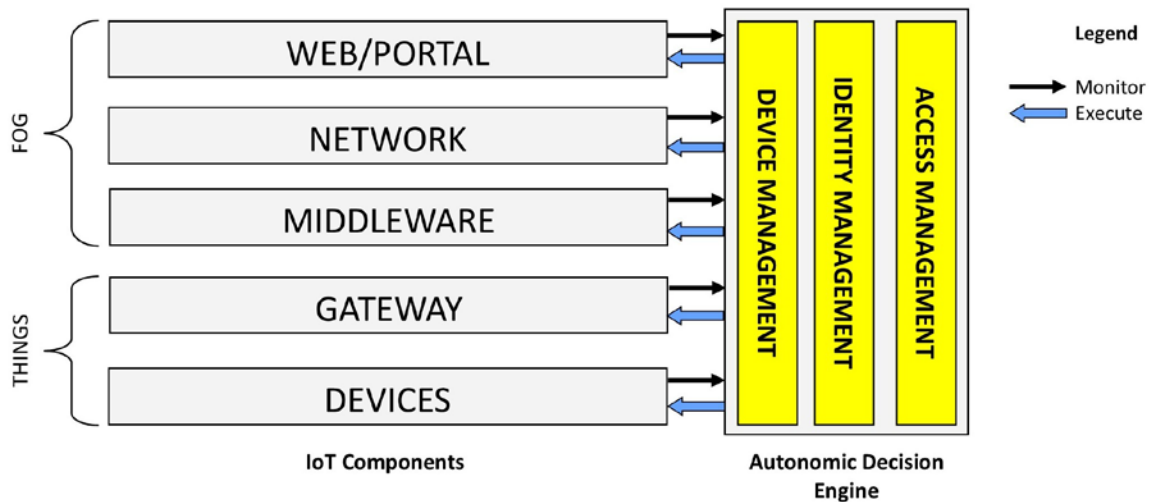 FOG
WEB/PORTAL
NETWORK
MIDDLEWARE
THINGS
GATEWAY
DEVICES
IoT Components
DEVICE MANAGEMENT
IDENTITY MANAGEMENT
ACCESS MANAGEMENT
Autonomic Decision
Engine
Legend
Monitor
Execute